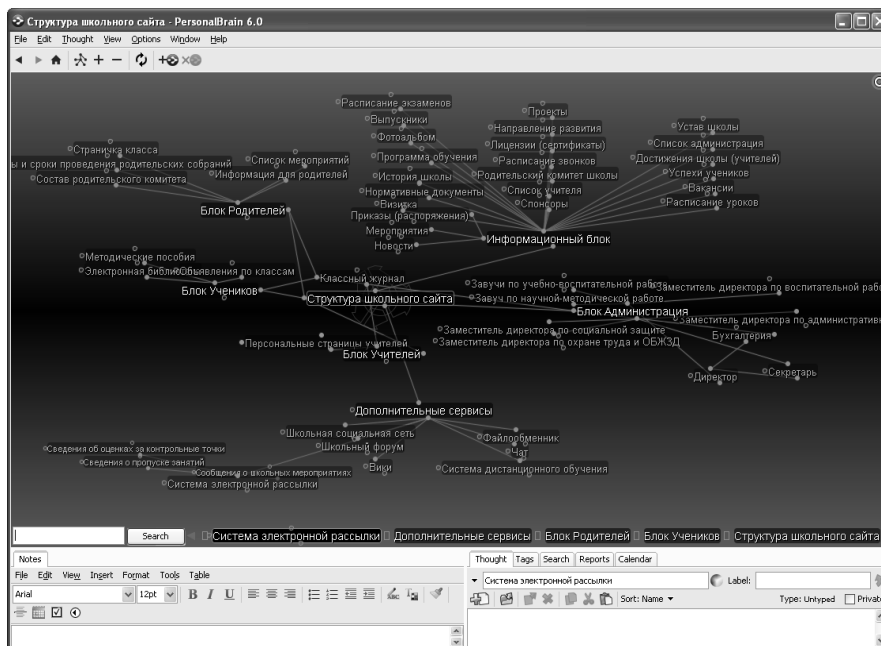 Структура школьного сайта - PersonalBrain 6.0
File Edit Thought View Options Window Help
Расписание экзаменов
Выпускники
Фотоальбом
Программа обучения
История школы
Нормативные документы
Визитка
Приказы (распоряжения)
Мероприятия
Новости
Проекты
Направление развития
Лицензии (сертификаты)
Расписание звонков
Родительский комитет школы
Список учителя
Спонсоры
Устав школы
Список администрация
Достижения школы (учителей)
Успехи учеников
Вакансии
Расписание уроков
Информационный блок
Страничка класса
ы и сроки проведения родительских собраний
Состав родительского комитета
Список мероприятий
Информация для родителей
Блок Родителей
Методические пособия
Электронная библи
Объявления по классам
Блок Учеников
Классный журнал
Структура школьного сайта
Завучи по учебно-воспитательной рабо
Завуч по научной-методической работе
Заместитель директора по воспитательной рабо
Блок Администрация
Заместитель директора по административн
Заместитель директора по социальной защите
Заместитель директора по охране труда и ОБЖЗД
Бухгалтерия
Директор
Секретарь
Персональные страницы учителей
Блок Учителей
Дополнительные сервисы
Школьная социальная сеть
Школьный форум
Вики
Файлообменник
Чат
Система дистанционного обучения
Сведения об оценках за контрольные точки
Сведения о пропуске занятий
Сообщения о школьных мероприятиях
Система электронной рассылки
Search Система электронной рассылки Дополнительные сервисы Блок Родителей Блок Учеников Структура школьного сайта
Notes
File Edit View Insert Format Tools Table
Arial 12pt B I U
Thought Tags Search Reports Calendar
Система электронной рассылки Label:
Sort: Name Type: Untyped Private